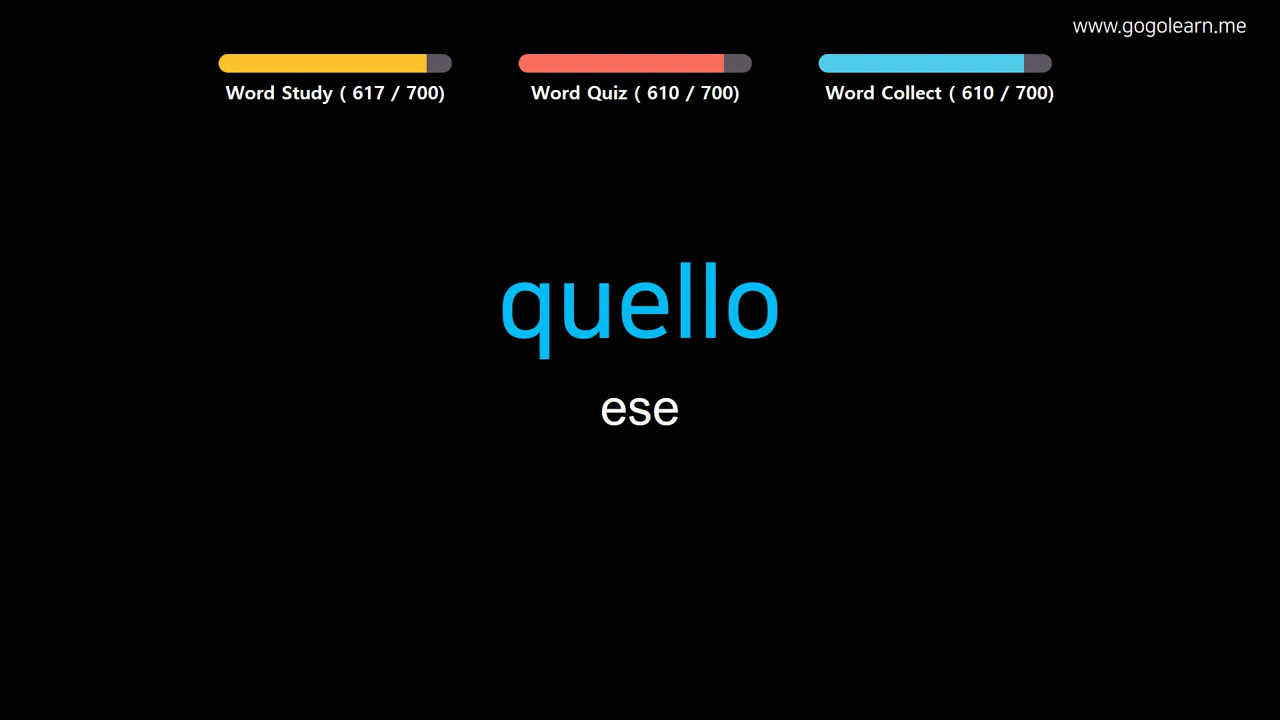 www.gogolearn.me
Word Study ( 617 / 700)
Word Quiz ( 610 / 700)
Word Collect ( 610 / 700)
quello
ese